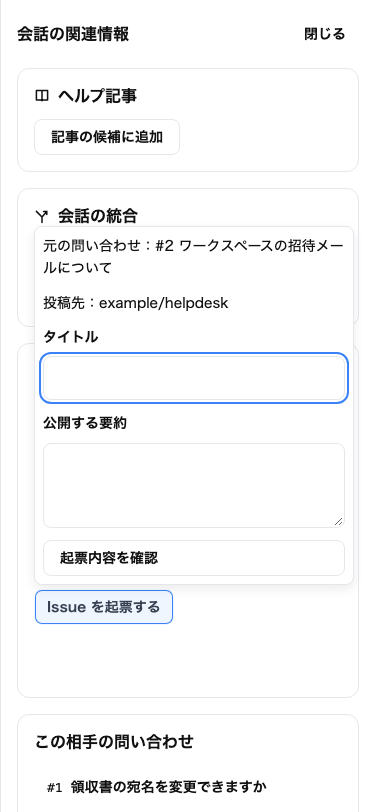 会話の関連情報
閉じる
ヘルプ記事
記事の候補に追加
会話の統合
元の問い合わせ：#2 ワークスペースの招待メー
ルについて
投稿先：example/helpdesk
タイトル
公開する要約
起票内容を確認
Issue を起票する
この相手の問い合わせ
#1 領収書の宛名を変更できますか